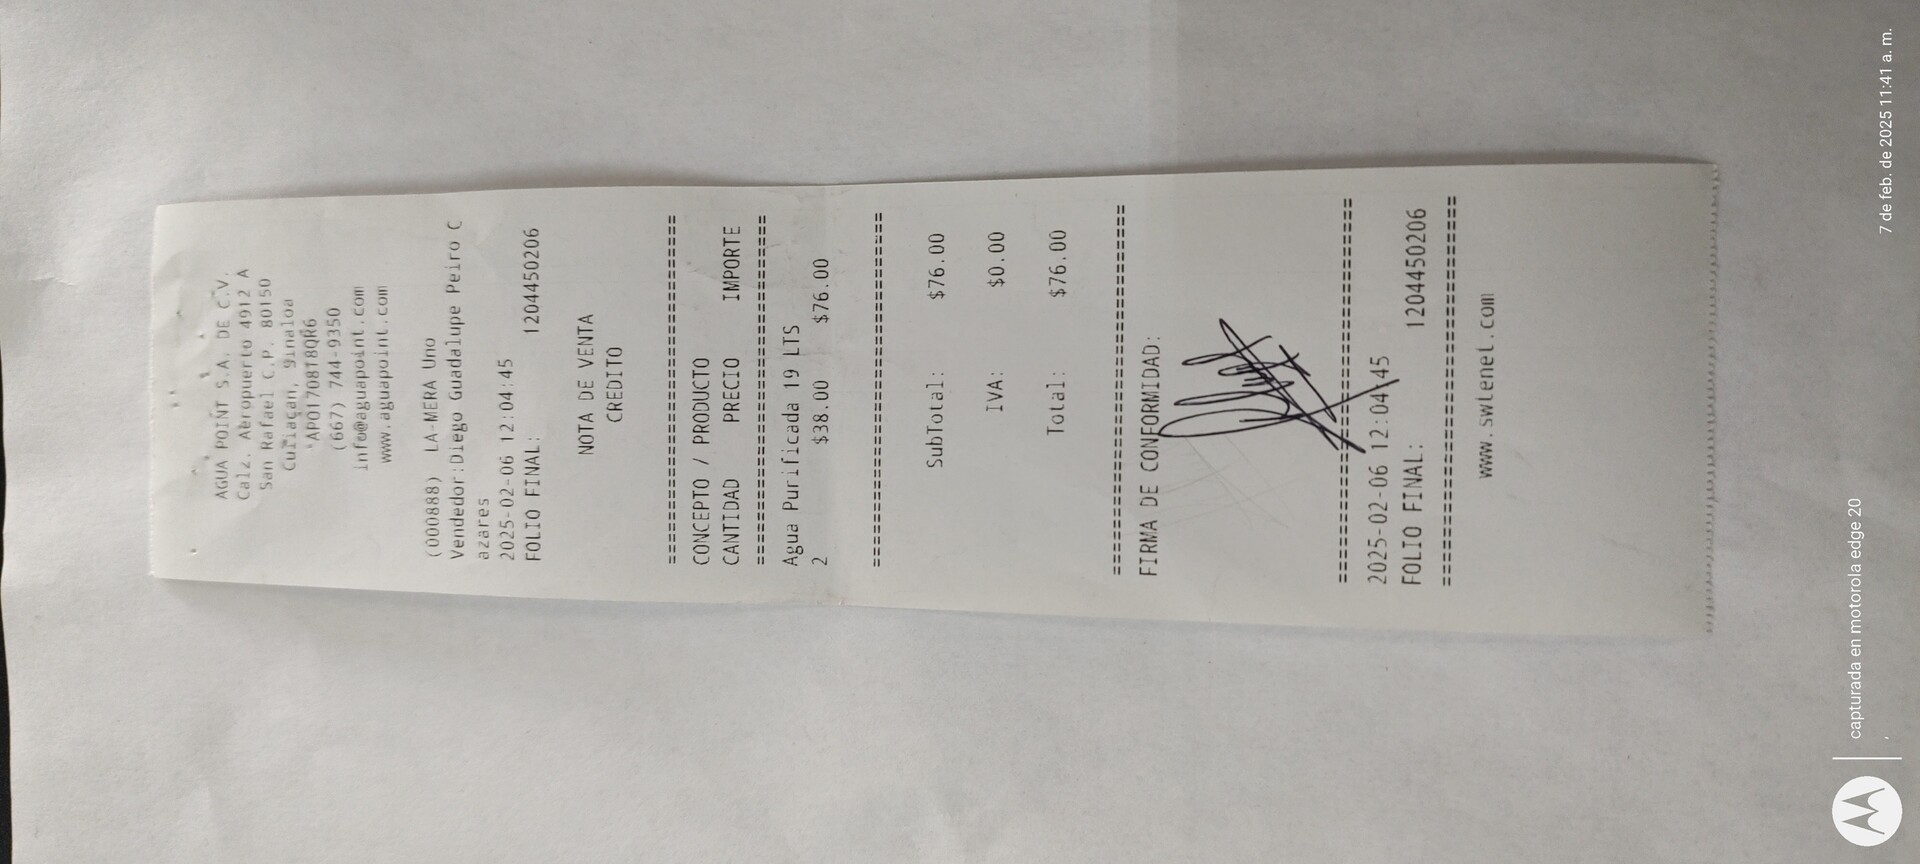 AGUA POINT S.A. DE C.V.
Calz. Aeropuerto 4912 A
San Rafael C.P. 80150
Culiacan, Sinaloa
APO170818QR6
(667) 744-9350
info@aguapoint.com
www.aguapoint.com
(000888) LA-MERA Uno
Vendedor:Diego Guadalupe Peiro C
azares
2025-02-06 12:04:45
FOLIO FINAL: 1204450206
NOTA DE VENTA
CREDITO
================================
CONCEPTO / PRODUCTO
CANTIDAD PRECIO IMPORTE
================================
Agua Purificada 19 LTS
2 $38.00 $76.00
================================
SubTotal: $76.00
IVA: $0.00
Total: $76.00
================================
FIRMA DE CONFORMIDAD:
================================
2025-02-06 12:04:45
FOLIO FINAL: 1204450206
================================
www.swlenet.com
capturada en motorola edge 20
7 de feb. de 2025 11:41 a. m.